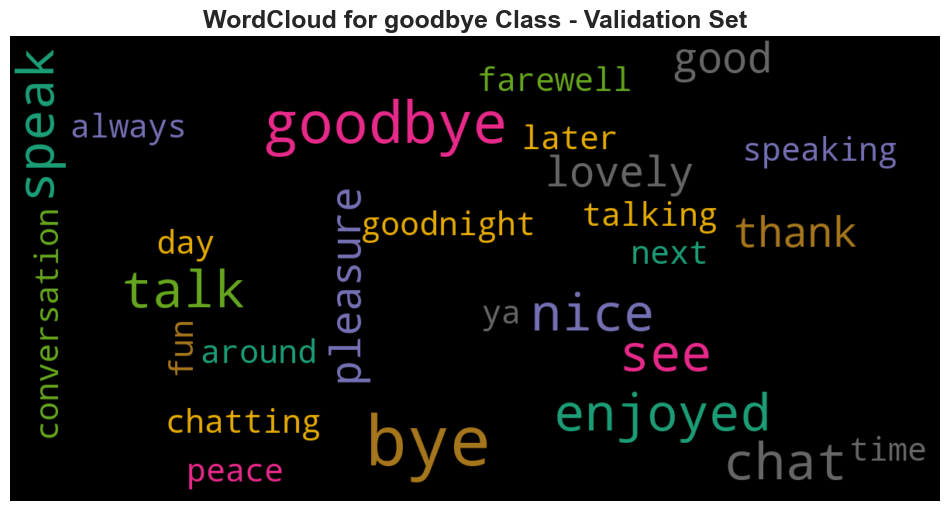 WordCloud for goodbye Class - Validation Set
speak
good
farewell
always
goodbye
later
speaking
lovely
pleasure
goodnight
talking
thank
conversation
day
next
talk
nice
ya
fun
around
see
chatting
enjoyed
bye
chat
time
peace